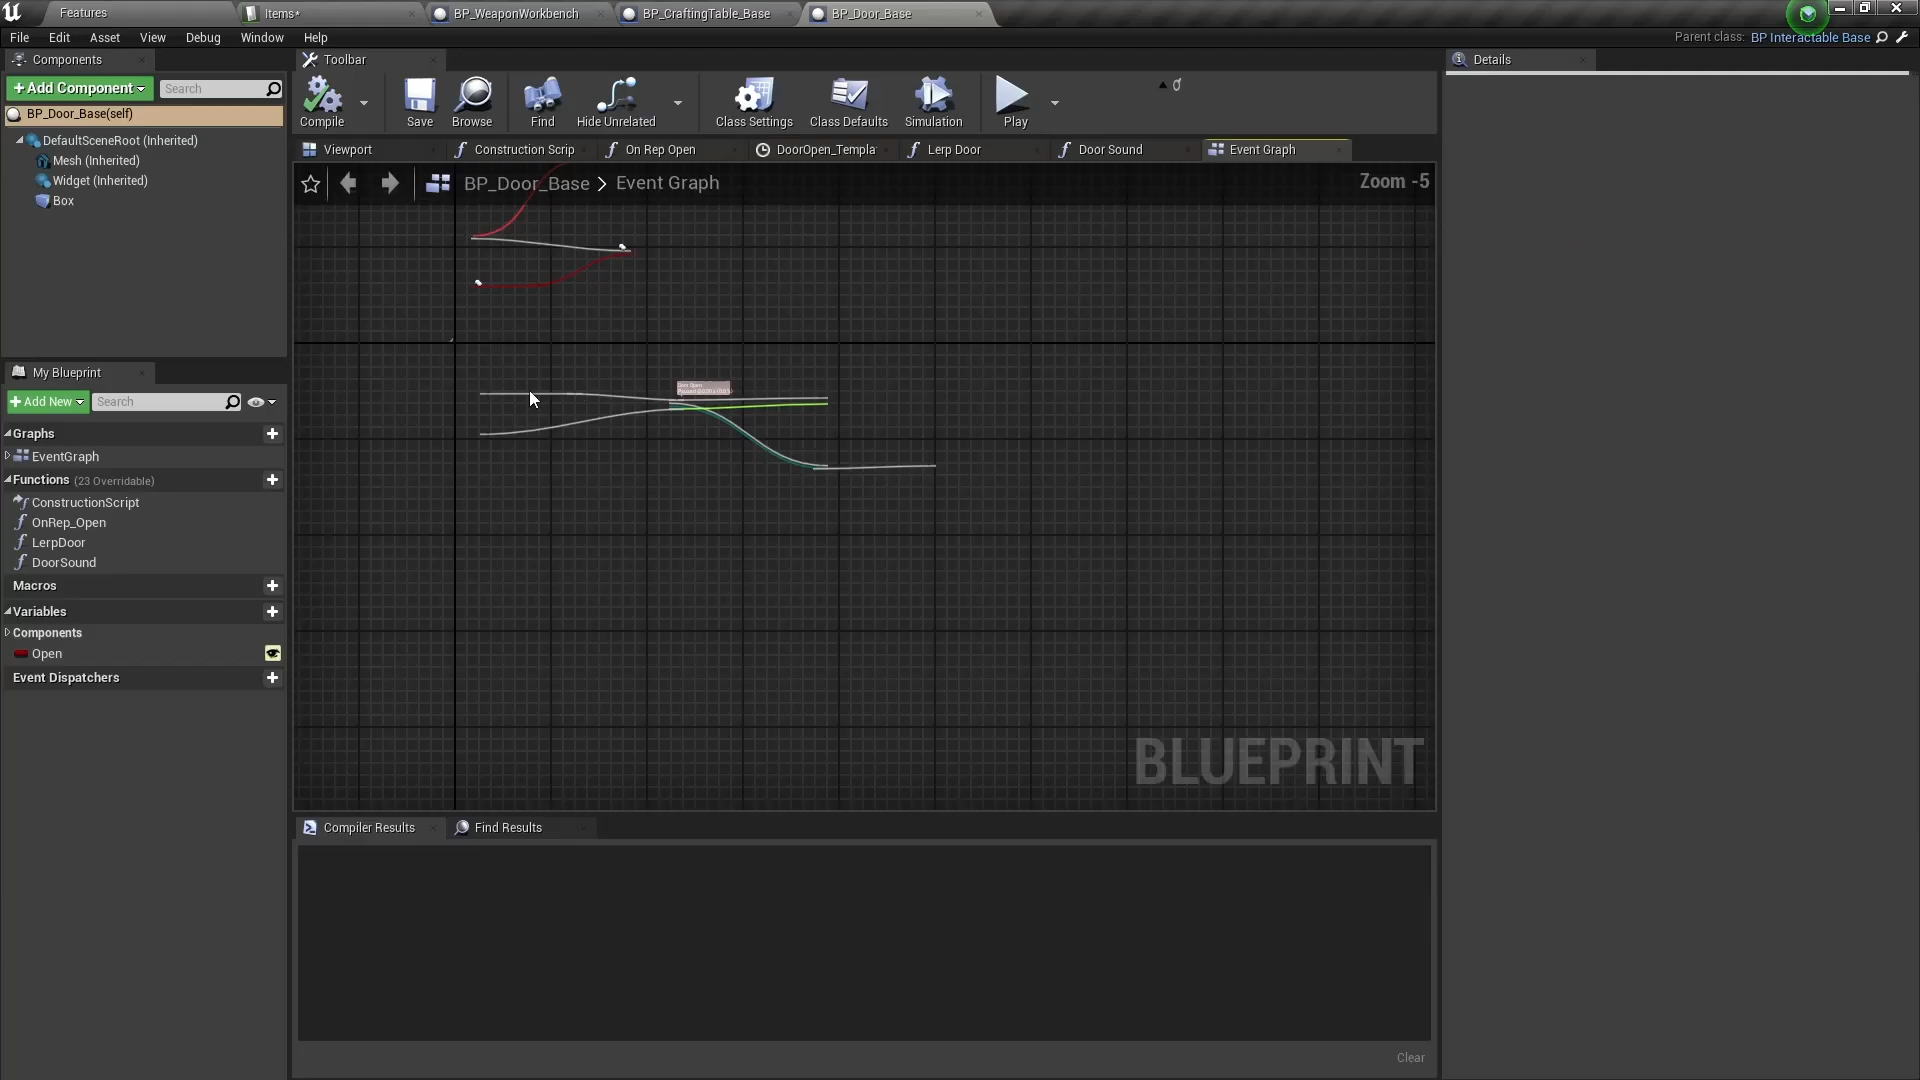 Features
Items*
BP_WeaponWorkbench
BP_CraftingTable_Base
BP_Door_Base
File Edit Asset View Debug Window Help
Parent class: BP Interactable Base
Components
Toolbar
Details
+Add Component
Search
Compile
Save
Browse
Find
Hide Unrelated
Class Settings
Class Defaults
Simulation
Play
BP_Door_Base(self)
DefaultSceneRoot (Inherited)
Mesh (Inherited)
Widget (Inherited)
Box
Viewport
Construction Scrip
On Rep Open
DoorOpen_Templa
Lerp Door
Door Sound
Event Graph
BP_Door_Base > Event Graph
Zoom -5
My Blueprint
+Add New
Search
Graphs
EventGraph
Functions (23 Overridable)
ConstructionScript
OnRep_Open
LerpDoor
DoorSound
Macros
Variables
Components
Open
Event Dispatchers
Door Open
BLUEPRINT
Compiler Results
Find Results
Clear